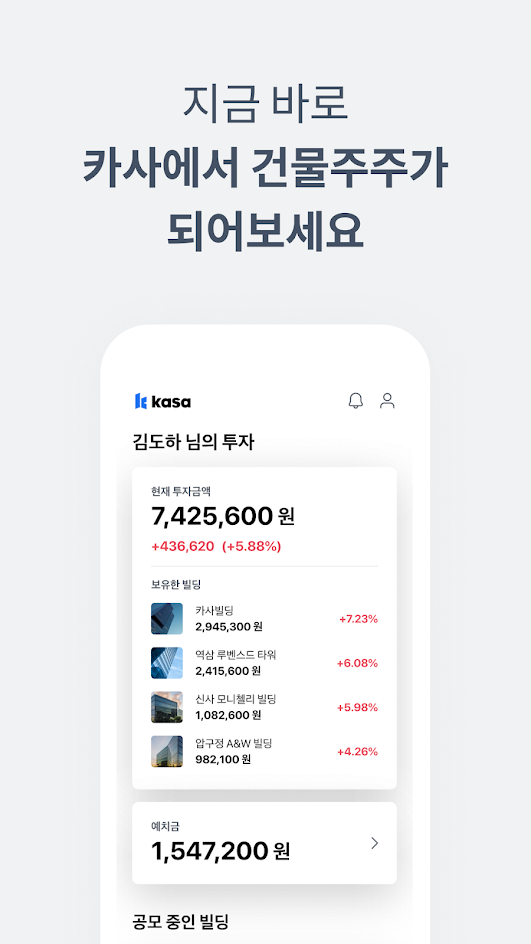 지금 바로
카사에서 건물주주가
되어보세요
kasa
김도하 님의 투자
현재 투자금액
7,425,600 원
+436,620 (+5.88%)
보유한 빌딩
카사빌딩
2,945,300 원
+7.23%
역삼 루벤스드 타워
2,415,600 원
+6.08%
신사 모니첼리 빌딩
1,082,600 원
+5.98%
압구정 A&W 빌딩
982,100 원
+4.26%
예치금
1,547,200 원
공모 중인 빌딩